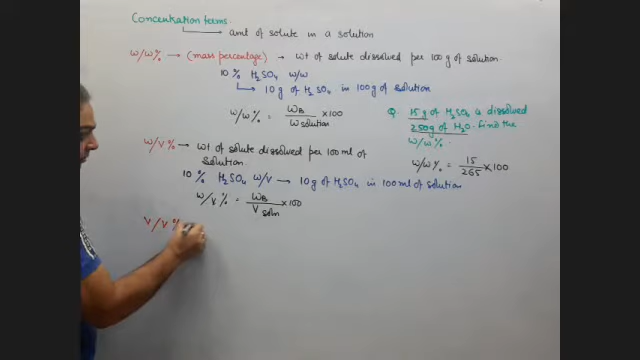 Concentration terms
amt of solute in a solution
w/w% → (mass percentage) → wt of solute dissolved per 100 g of solution.
10 % H2SO4 w/w
10 g of H2SO4 in 100g of solution
w/w % = WB / W solution × 100
Q. 15 g of H2SO4 is dissolved
250g of H2O. Find the
w/w %.
w/w % = 15 / 265 × 100
w/v % → wt of solute dissolved per 100 ml of
solution.
10 % H2SO4 w/v → 10g of H2SO4 in 100 ml of solution
w/v % = WB / V soln × 100
v/v %